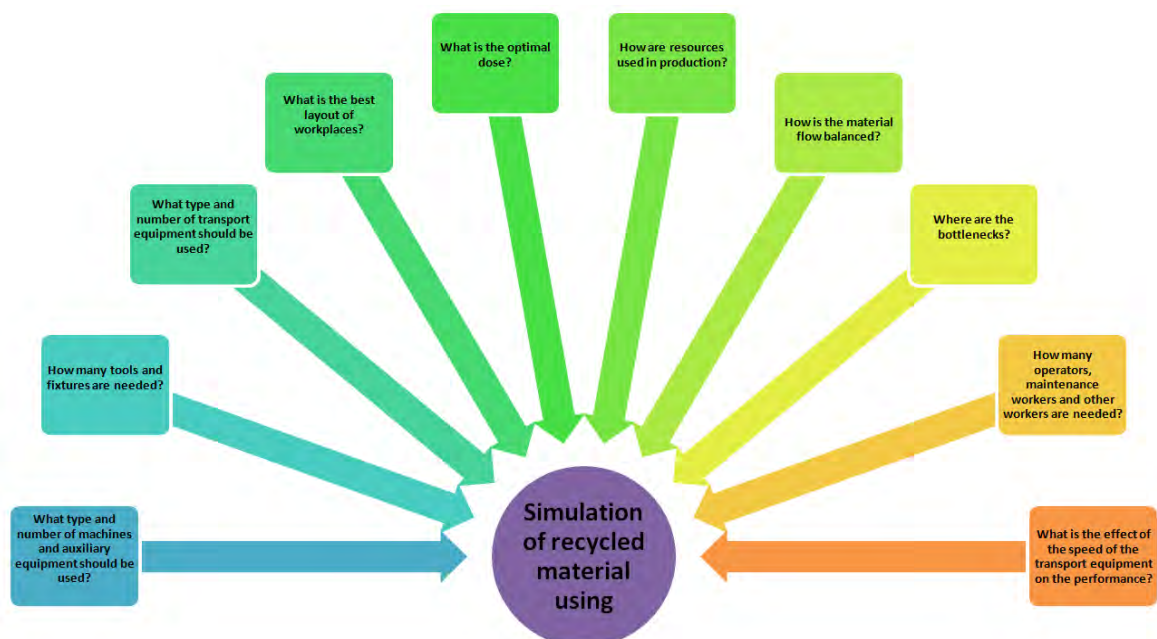 What is the optimal
dose?
How are resources
used in production?
What is the best
layout of
workplaces?
How is the material
flow balanced?
What type and
number of transport
equipment should be
used?
Where are the
bottlenecks?
How many tools and
fixtures are needed?
How many
operators,
maintenance
workers and other
workers are needed?
What type and
number of machines
and auxiliary
equipment should be
used?
Simulation
of recycled
material
using
What is the effect of
the speed of the
transport equipment
on the performance?